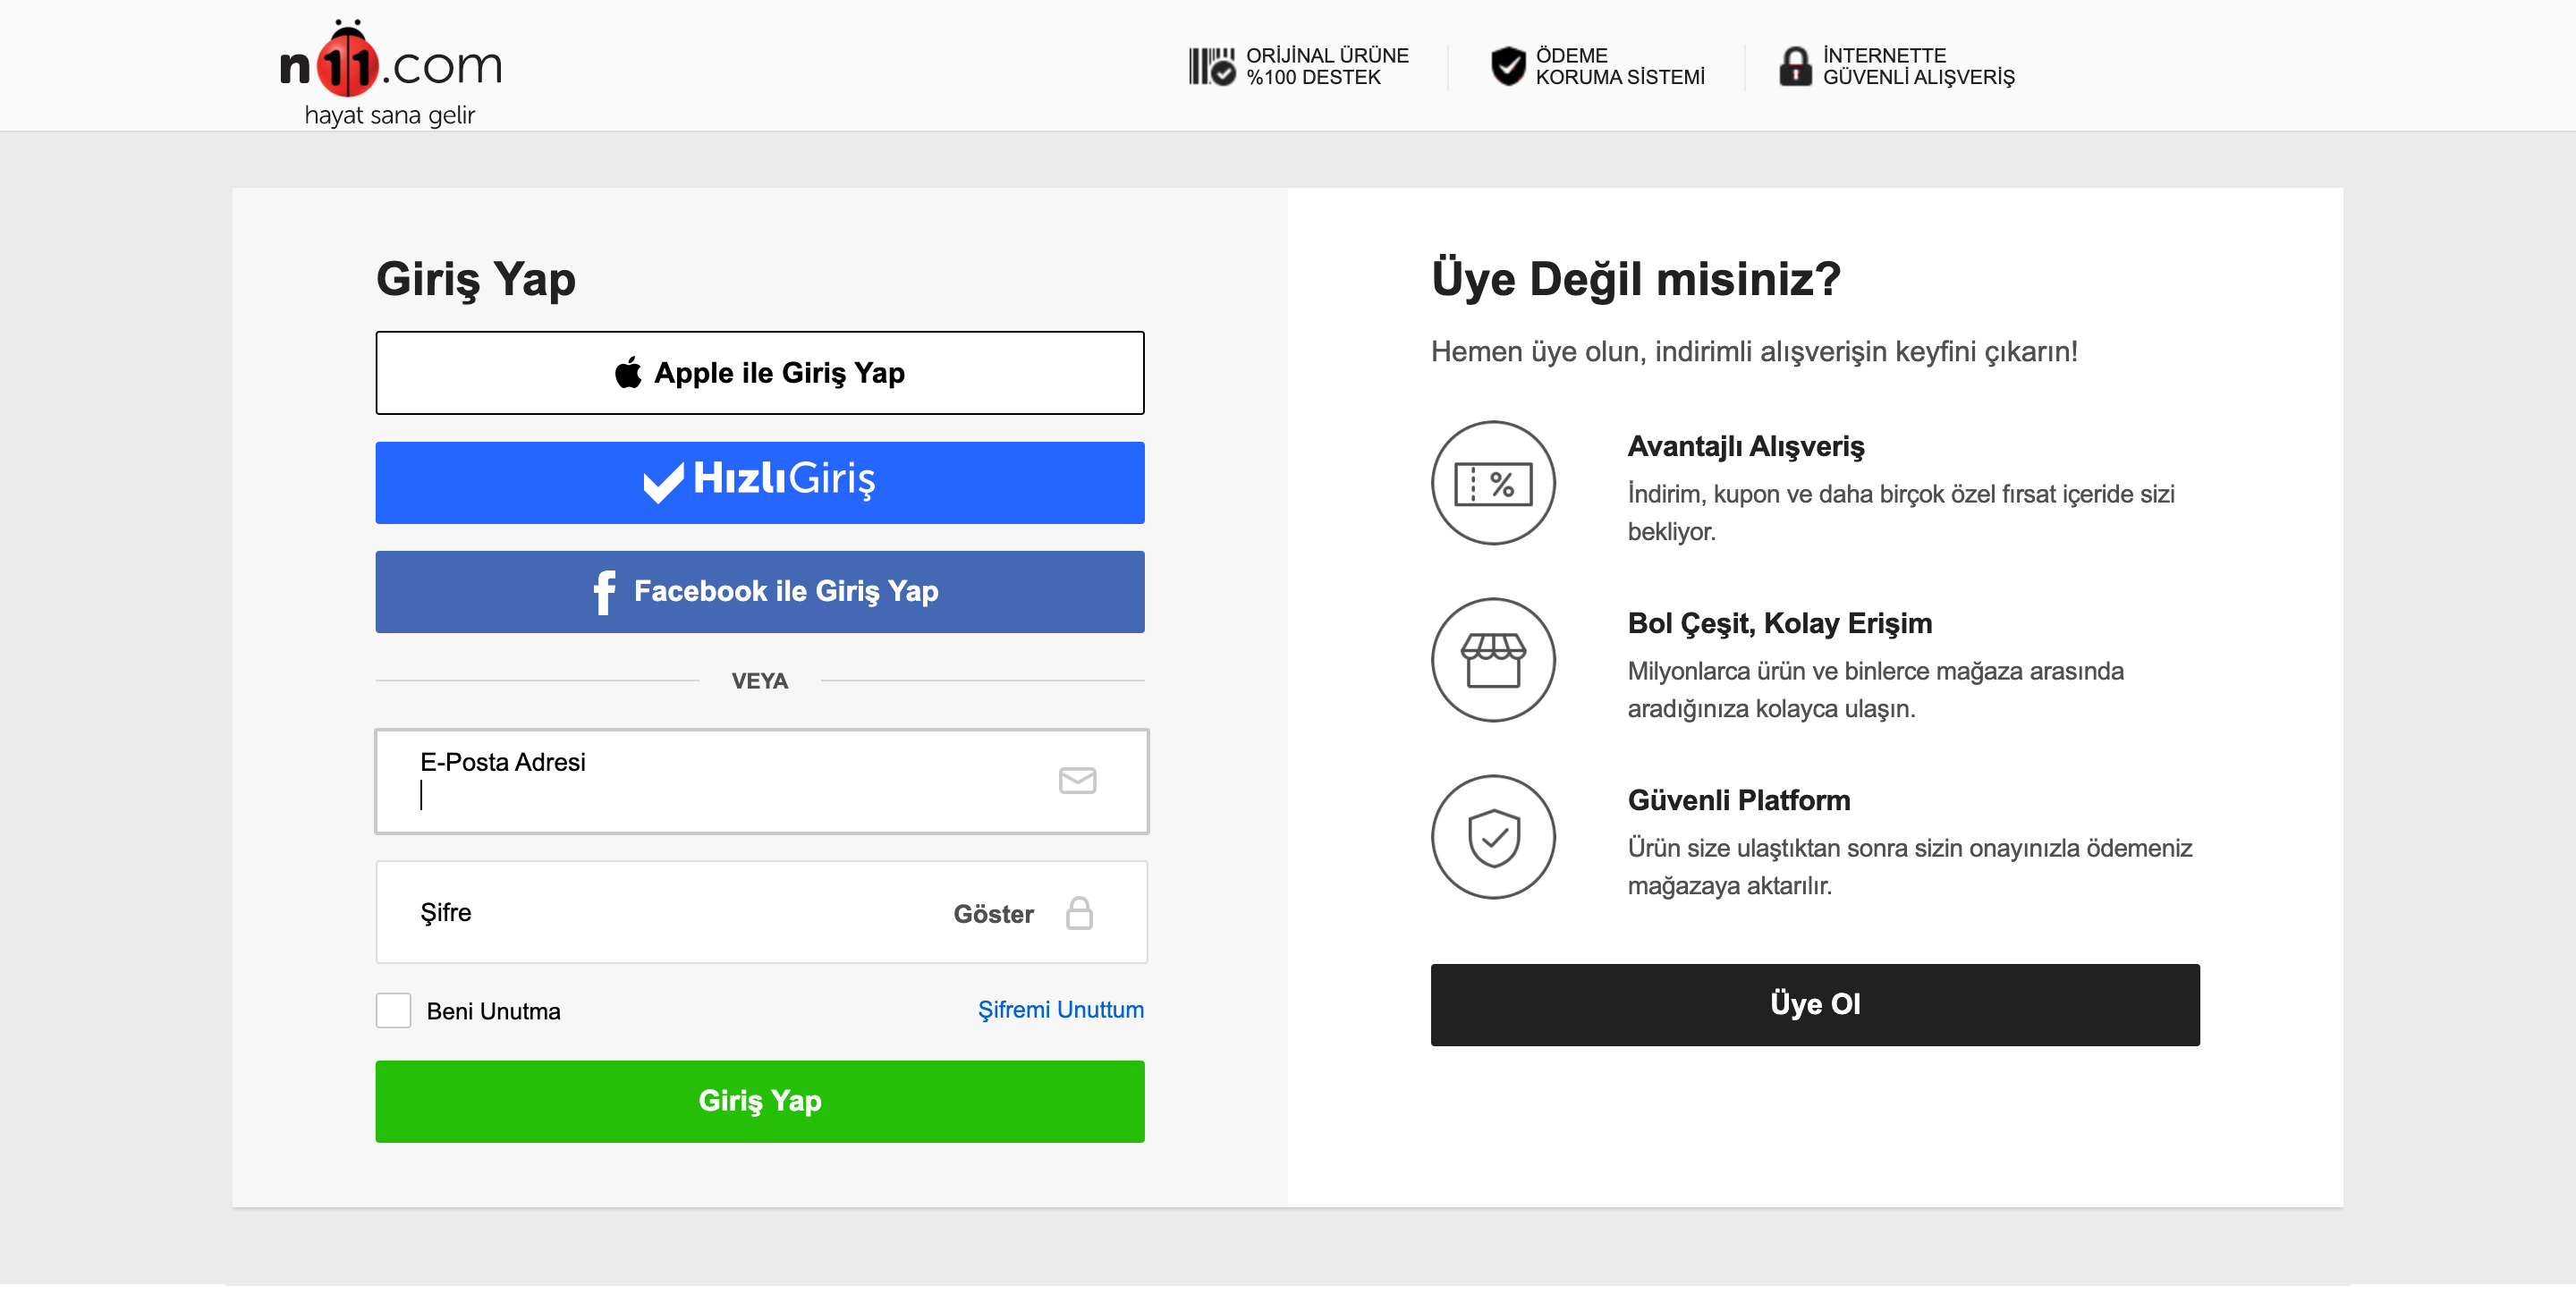 n11.com
hayat sana gelir
ORİJİNAL ÜRÜNE
%100 DESTEK
ÖDEME
KORUMA SİSTEMİ
İNTERNETTE
GÜVENLİ ALIŞVERİŞ
Giriş Yap
Apple ile Giriş Yap
HızlıGiriş
Facebook ile Giriş Yap
VEYA
E-Posta Adresi
Şifre
Göster
Beni Unutma
Şifremi Unuttum
Giriş Yap
Üye Değil misiniz?
Hemen üye olun, indirimli alışverişin keyfini çıkarın!
%
Avantajlı Alışveriş
İndirim, kupon ve daha birçok özel fırsat içeride sizi
bekliyor.
Bol Çeşit, Kolay Erişim
Milyonlarca ürün ve binlerce mağaza arasında
aradığınıza kolayca ulaşın.
Güvenli Platform
Ürün size ulaştıktan sonra sizin onayınızla ödemeniz
mağazaya aktarılır.
Üye Ol